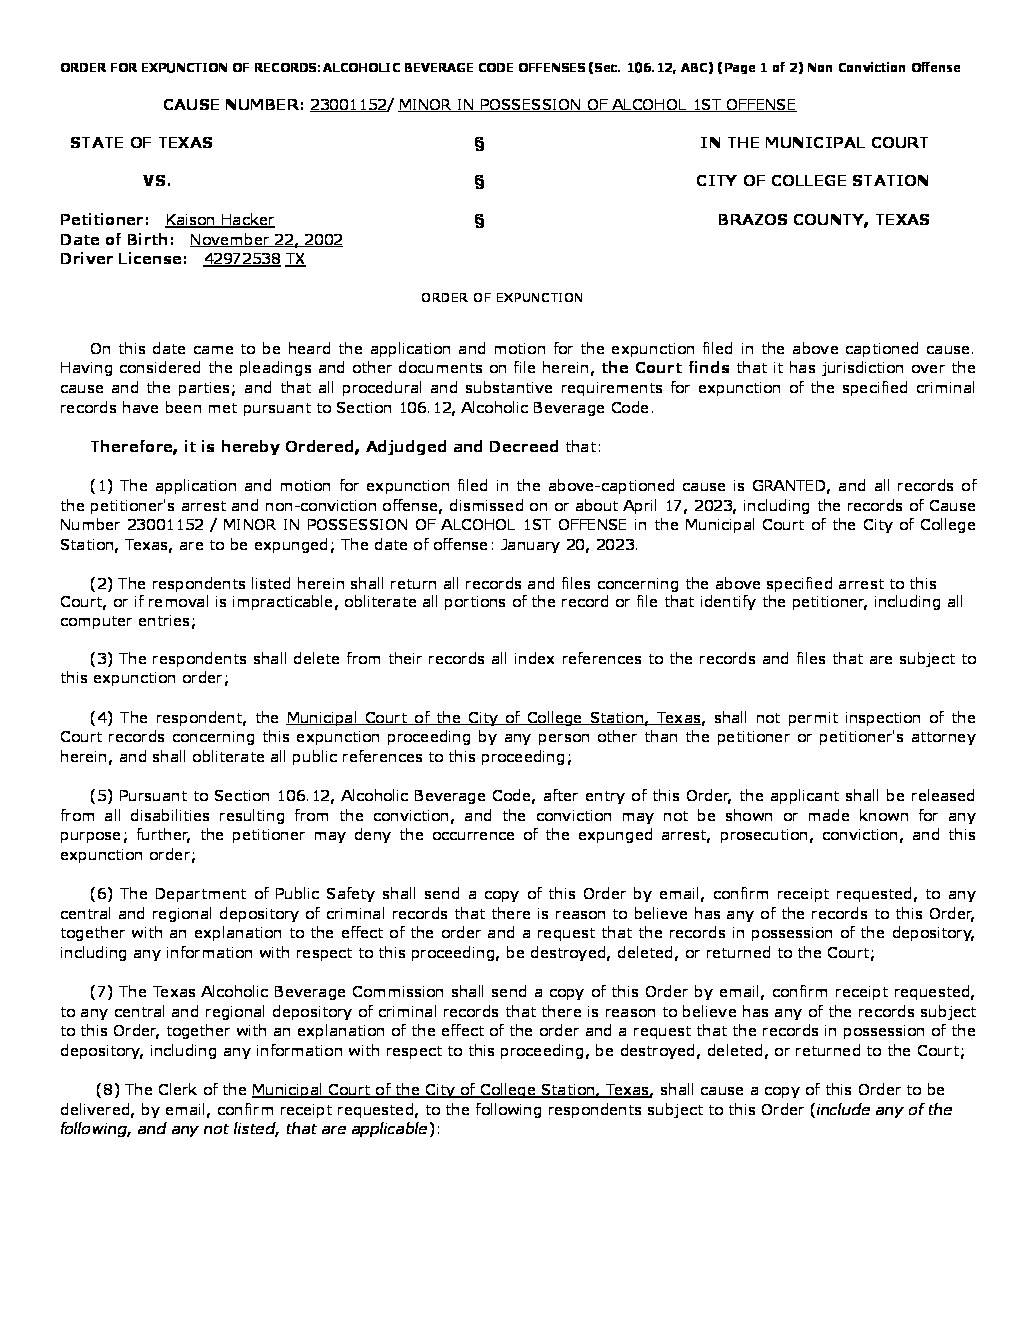 ORDER FOR EXPUNCTION OF RECORDS: ALCOHOLIC BEVERAGE CODE OFFENSES (Sec. 106.12, ABC) (Page 1 of 2) Non Conviction Offense
CAUSE NUMBER: 23001152/ MINOR IN POSSESSION OF ALCOHOL 1ST OFFENSE
STATE OF TEXAS § IN THE MUNICIPAL COURT
VS. § CITY OF COLLEGE STATION
Petitioner: Kaison Hacker § BRAZOS COUNTY, TEXAS
Date of Birth: November 22, 2002
Driver License: 42972538 TX
ORDER OF EXPUNCTION
On this date came to be heard the application and motion for the expunction filed in the above captioned cause.
Having considered the pleadings and other documents on file herein, the Court finds that it has jurisdiction over the
cause and the parties; and that all procedural and substantive requirements for expunction of the specified criminal
records have been met pursuant to Section 106.12, Alcoholic Beverage Code.
Therefore, it is hereby Ordered, Adjudged and Decreed that:
(1) The application and motion for expunction filed in the above-captioned cause is GRANTED, and all records of
the petitioner's arrest and non-conviction offense, dismissed on or about April 17, 2023, including the records of Cause
Number 23001152 / MINOR IN POSSESSION OF ALCOHOL 1ST OFFENSE in the Municipal Court of the City of College
Station, Texas, are to be expunged; The date of offense: January 20, 2023.
(2) The respondents listed herein shall return all records and files concerning the above specified arrest to this
Court, or if removal is impracticable, obliterate all portions of the record or file that identify the petitioner, including all
computer entries;
(3) The respondents shall delete from their records all index references to the records and files that are subject to
this expunction order;
(4) The respondent, the Municipal Court of the City of College Station, Texas, shall not permit inspection of the
Court records concerning this expunction proceeding by any person other than the petitioner or petitioner's attorney
herein, and shall obliterate all public references to this proceeding;
(5) Pursuant to Section 106.12, Alcoholic Beverage Code, after entry of this Order, the applicant shall be released
from all disabilities resulting from the conviction, and the conviction may not be shown or made known for any
purpose; further, the petitioner may deny the occurrence of the expunged arrest, prosecution, conviction, and this
expunction order;
(6) The Department of Public Safety shall send a copy of this Order by email, confirm receipt requested, to any
central and regional depository of criminal records that there is reason to believe has any of the records to this Order,
together with an explanation to the effect of the order and a request that the records in possession of the depository,
including any information with respect to this proceeding, be destroyed, deleted, or returned to the Court;
(7) The Texas Alcoholic Beverage Commission shall send a copy of this Order by email, confirm receipt requested,
to any central and regional depository of criminal records that there is reason to believe has any of the records subject
to this Order, together with an explanation of the effect of the order and a request that the records in possession of the
depository, including any information with respect to this proceeding, be destroyed, deleted, or returned to the Court;
(8) The Clerk of the Municipal Court of the City of College Station, Texas, shall cause a copy of this Order to be
delivered, by email, confirm receipt requested, to the following respondents subject to this Order (include any of the
following, and any not listed, that are applicable):